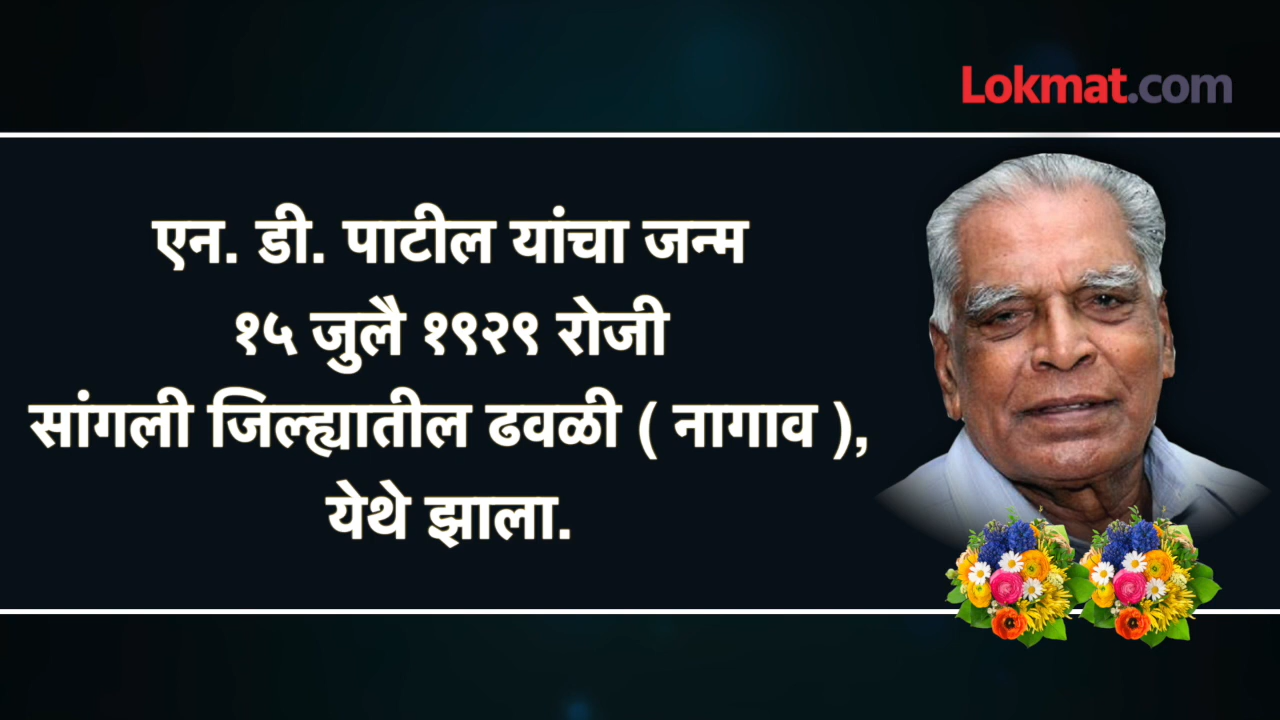 Lokmat.com
एन. डी. पाटील यांचा जन्म
१५ जुलै १९२९ रोजी
सांगली जिल्ह्यातील ढवळी ( नागाव ),
येथे झाला.